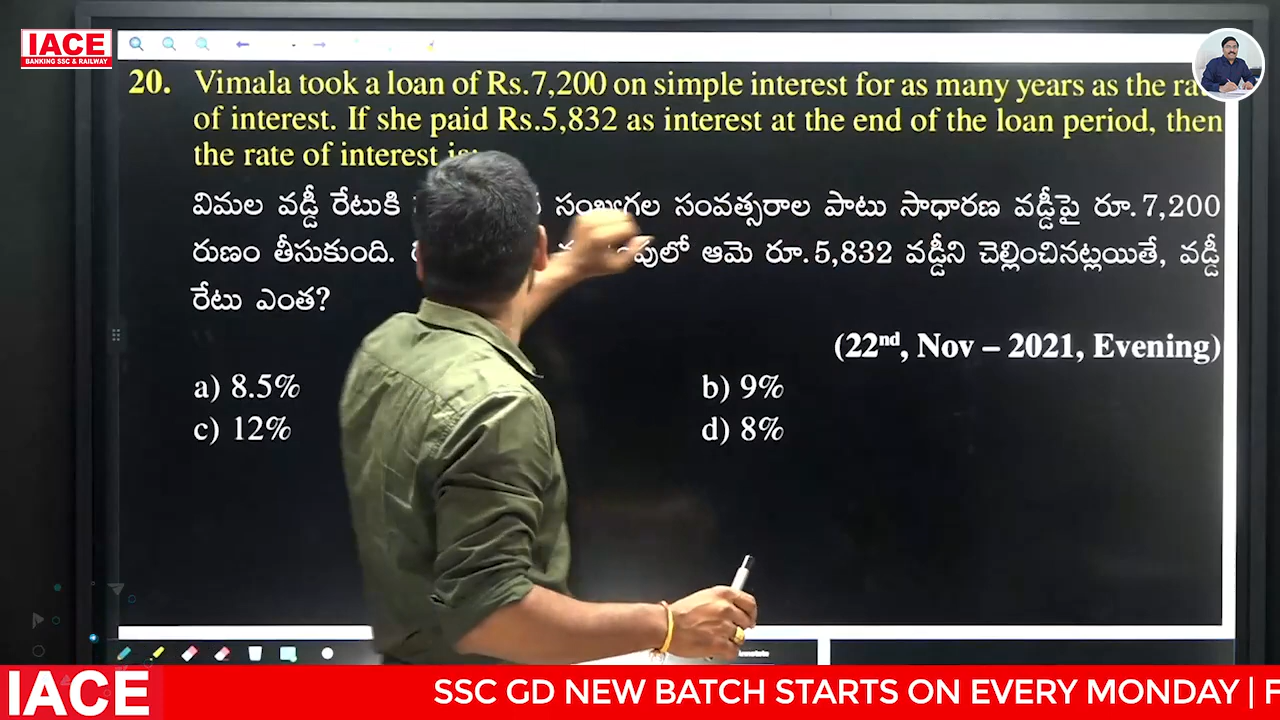 IACE
BANKING SSC & RAILWAY
20. Vimala took a loan of Rs.7,200 on simple interest for as many years as the
of interest. If she paid Rs.5,832 as interest at the end of the loan period, then
the rate of interest is:
విమల వడ్డీ రేటుకి సంఖ్యగల సంవత్సరాల పాటు సాధారణ వడ్డీపై రూ.7,200
రుణం తీసుకుంది. ఆమె రూ.5,832 వడ్డీని చెల్లించినట్లయితే, వడ్డీ
రేటు ఎంత?
(22nd, Nov – 2021, Evening)
a) 8.5% b) 9%
c) 12% d) 8%
IACE SSC GD NEW BATCH STARTS ON EVERY MONDAY | F